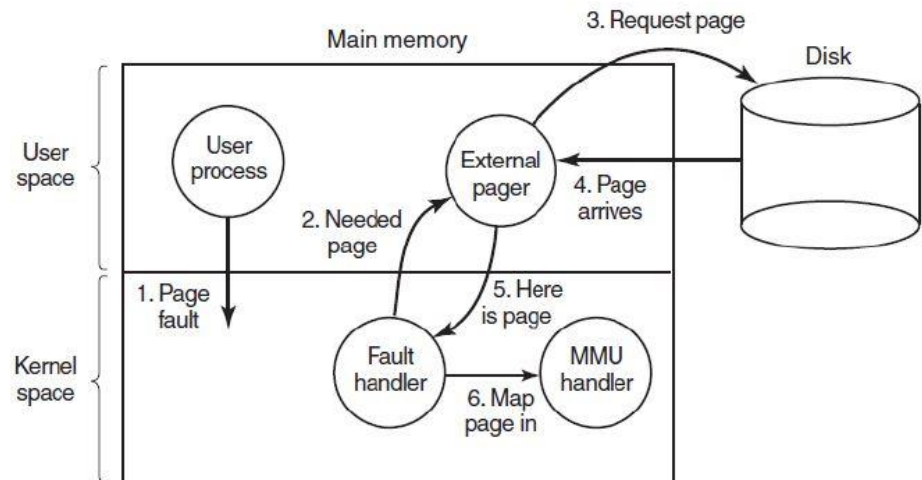 3. Request page
Main memory
Disk
User
space
User
process
External
pager
4. Page
arrives
2. Needed
page
1. Page
fault
5. Here
is page
Kernel
space
Fault
handler
MMU
handler
6. Map
page in